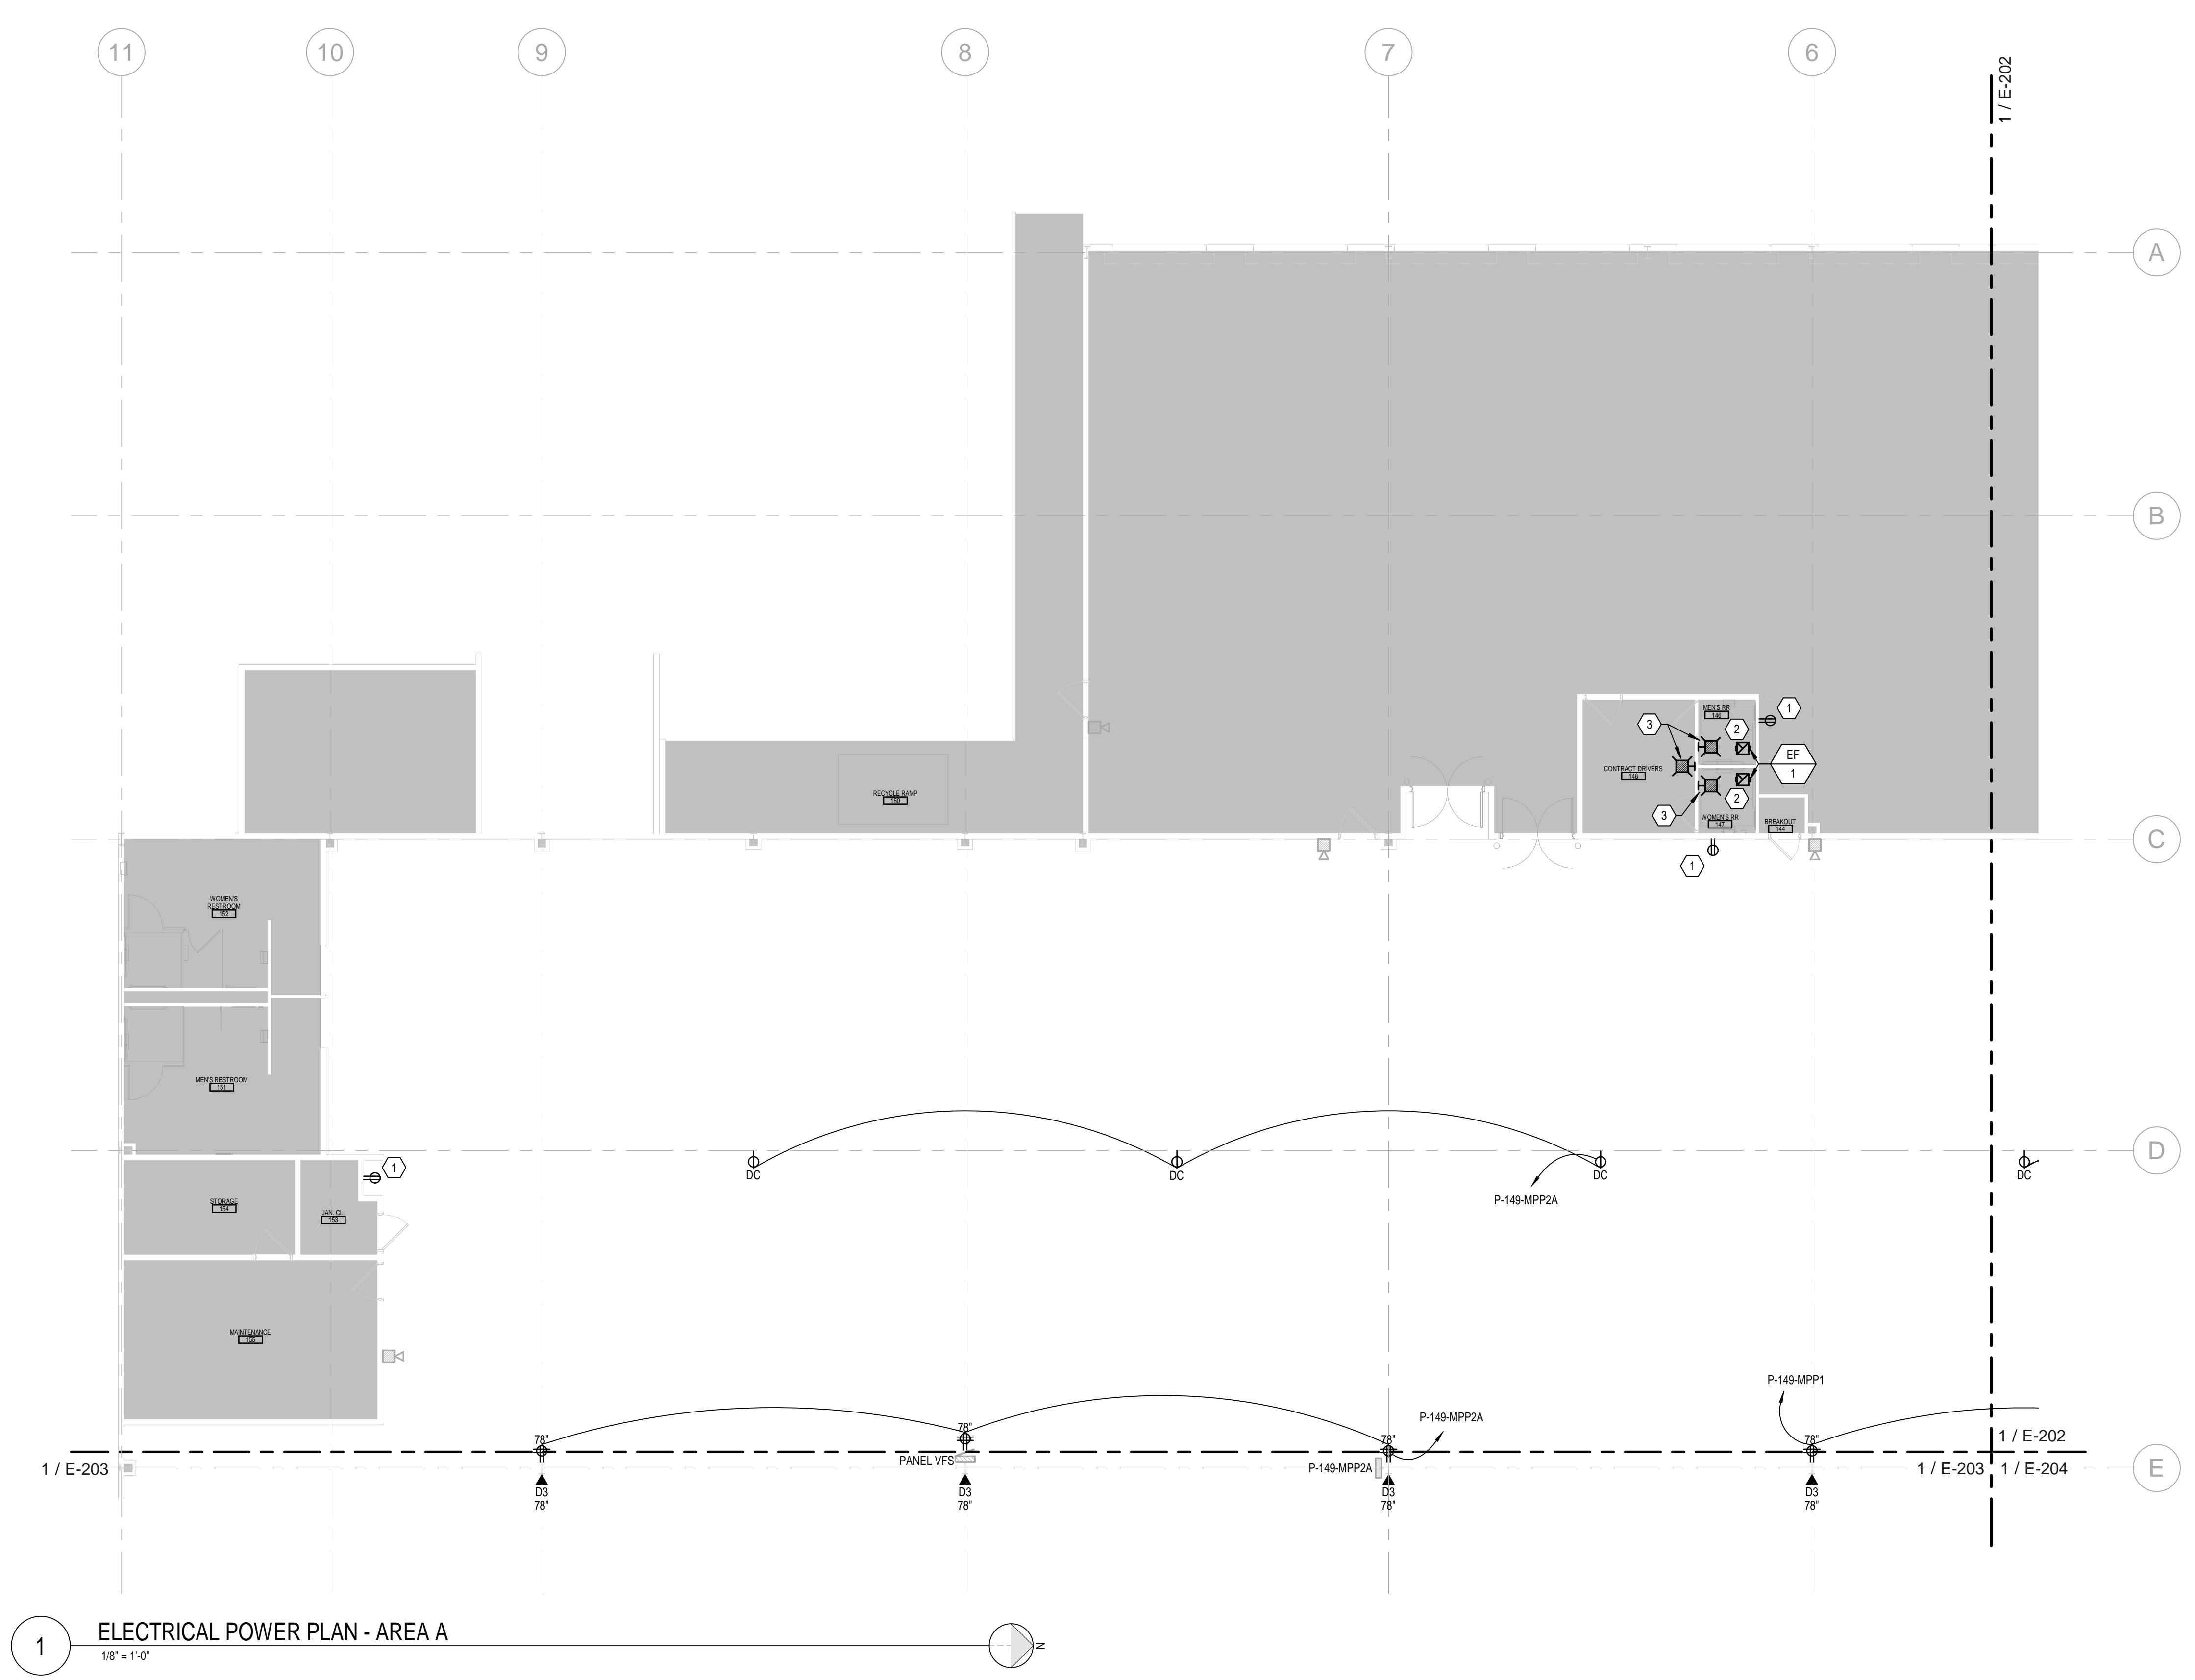 11
10
9
8
7
6
1 / E-202
A
B
C
D
E
MEN'S RR
146
1
3
2
EF
1
CONTRACT DRIVERS
148
RECYCLE RAMP
150
2
3
WOMEN'S RR
147
BREAKOUT
144
1
WOMEN'S
RESTROOM
152
MEN'S RESTROOM
151
1
DC
DC
DC
DC
P-149-MPP2A
STORAGE
154
JAN. CL.
153
MAINTENANCE
155
P-149-MPP1
P-149-MPP2A
78"
78"
78"
78"
1 / E-202
PANEL VFS
P-149-MPP2A
1 / E-203
1 / E-203
1 / E-204
D3
78"
D3
78"
D3
78"
D3
78"
1
ELECTRICAL POWER PLAN - AREA A
1/8" = 1'-0"
N